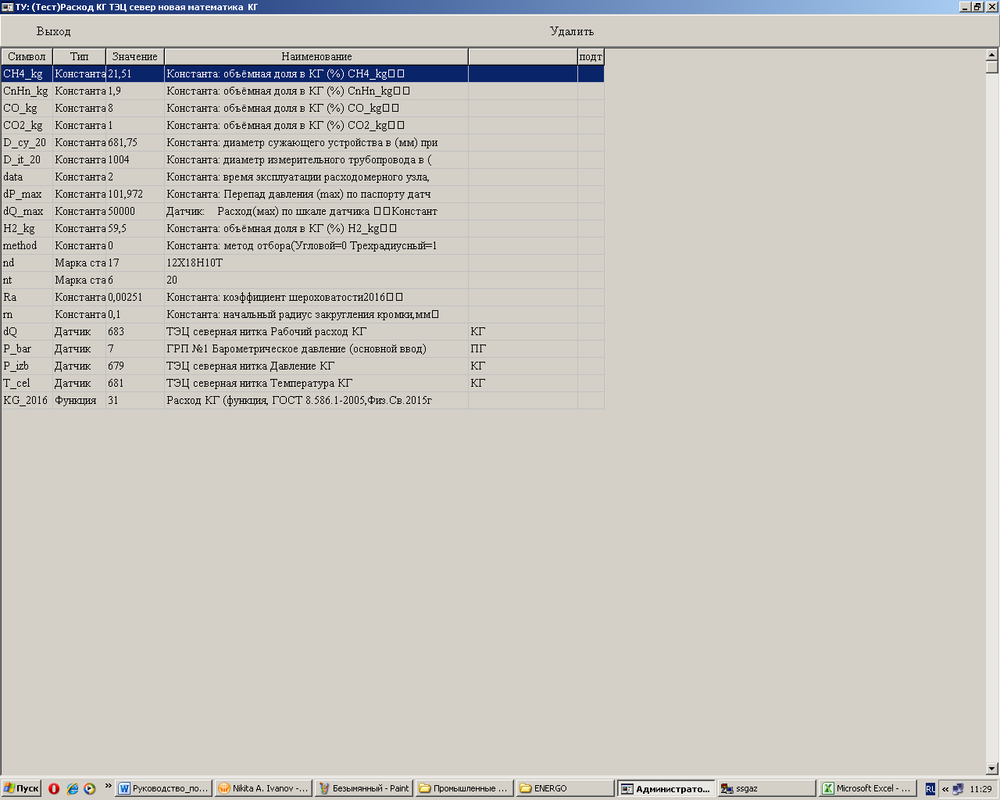 ТУ: (Тест)Расход КГ ТЭЦ север новая математика  КГ
Выход Удалить
Символ Тип Значение Наименование подт
CH4_kg Константа 21,51 Константа: объёмная доля в КГ (%) CH4_kg
CnHn_kg Константа 1,9 Константа: объёмная доля в КГ (%) CnHn_kg
CO_kg Константа 8 Константа: объёмная доля в КГ (%) CO_kg
CO2_kg Константа 1 Константа: объёмная доля в КГ (%) CO2_kg
D_cy_20 Константа 681,75 Константа: диаметр сужающего устройства в (мм) при
D_it_20 Константа 1004 Константа: диаметр измерительного трубопровода в (
data Константа 2 Константа: время эксплуатации расходомерного узла,
dP_max Константа 101,972 Константа: Перепад давления (max) по паспорту датч
dQ_max Константа 50000 Датчик: Расход(мах) по шкале датчика Констант
H2_kg Константа 59,5 Константа: объёмная доля в КГ (%) H2_kg
method Константа 0 Константа: метод отбора(Угловой=0 Трехрадиусный=1
nd Марка ста 17 12Х18Н10Т
nt Марка ста 6 20
Ra Константа 0,00251 Константа: коэффициент шероховатости2016
rn Константа 0,1 Константа: начальный радиус закругления кромки,мм
dQ Датчик 683 ТЭЦ северная нитка Рабочий расход КГ КГ
P_bar Датчик 7 ГРП №1 Барометрическое давление (основной ввод) ПГ
P_izb Датчик 679 ТЭЦ северная нитка Давление КГ КГ
T_cel Датчик 681 ТЭЦ северная нитка Температура КГ КГ
KG_2016 Функция 31 Расход КГ (функция, ГОСТ 8.586.1-2005,Физ.Св.2015г
Пуск » Руководство_по... Nikita A. Ivanov -... Безымянный - Paint Промышленные ... ENERGO Администрато... ssgaz Microsoft Excel - ... RU « 11:29